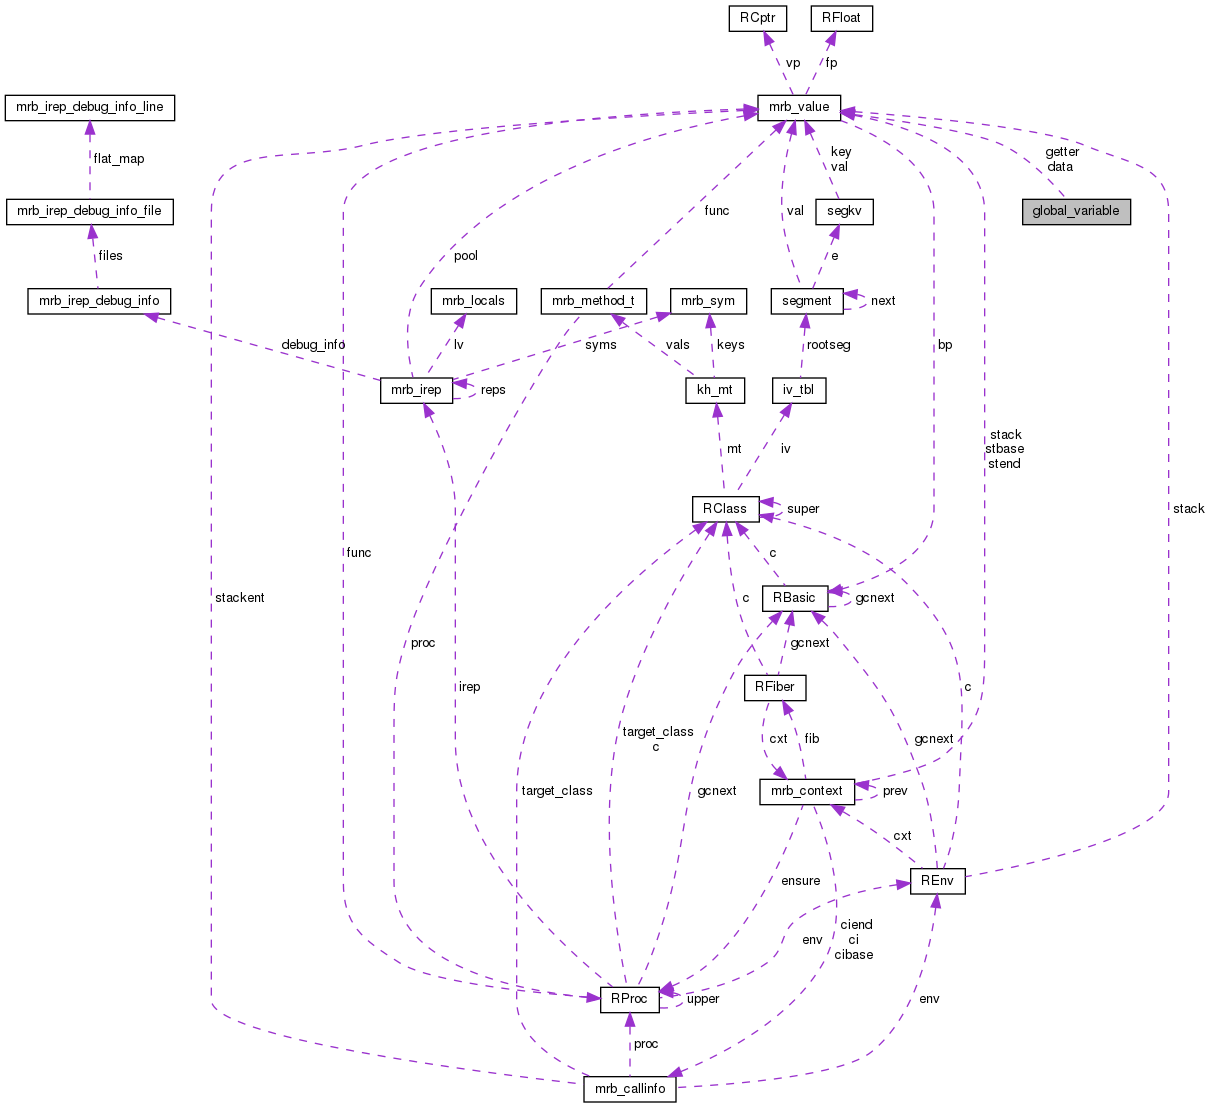 RCptr
RFloat
vp
fp
mrb_irep_debug_info_line
mrb_value
flat_map
key
val
getter
data
mrb_irep_debug_info_file
func
val
segkv
global_variable
files
pool
e
mrb_irep_debug_info
mrb_locals
mrb_method_t
mrb_sym
segment
next
debug_info
lv
syms
vals
keys
rootseg
bp
mrb_irep
reps
kh_mt
iv_tbl
mt
iv
stack
stbase
stend
RClass
super
stack
func
c
stackent
RBasic
gcnext
c
proc
gcnext
irep
RFiber
c
target_class
c
cxt
fib
gcnext
target_class
gcnext
mrb_context
prev
cxt
ensure
REnv
env
ciend
ci
cibase
RProc
upper
env
proc
mrb_callinfo